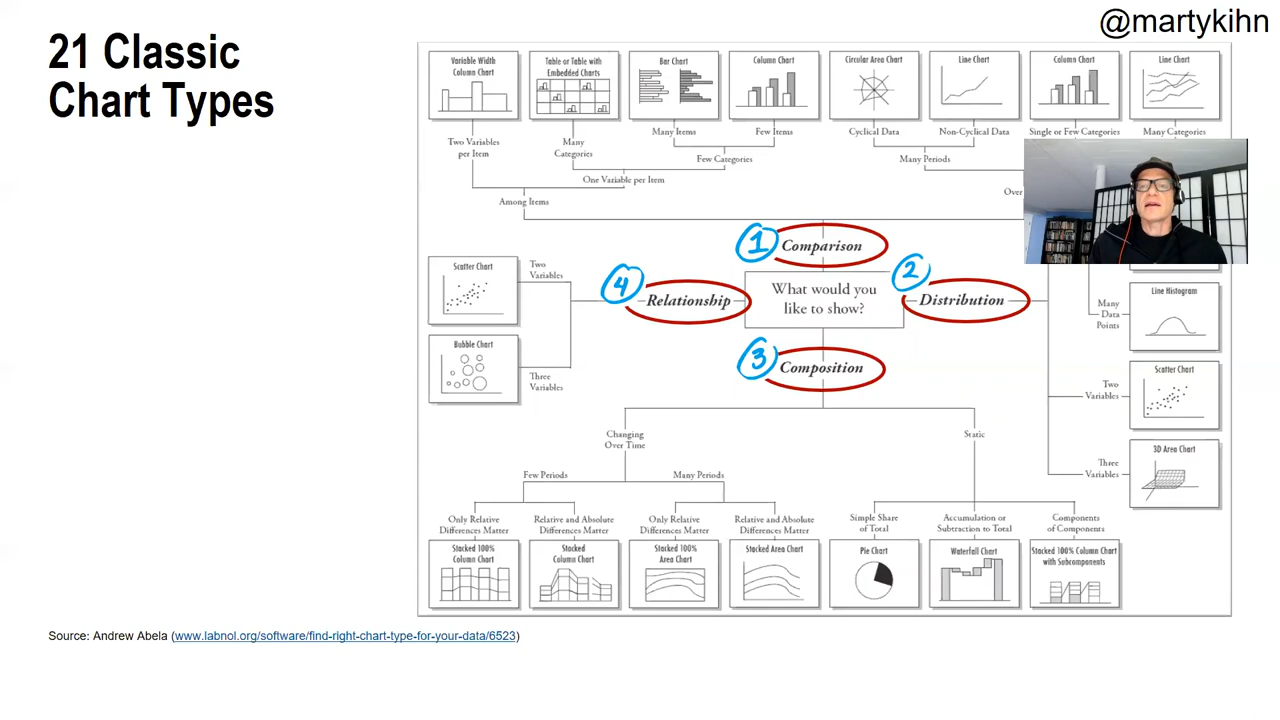 @martykihn
21 Classic
Chart Types
Variable Width
Column Chart
Table or Table with
Embedded Charts
Bar Chart
Column Chart
Circular Area Chart
Line Chart
Column Chart
Line Chart
Two Variables
per Item
Many
Categories
Many Items
Few Items
Cyclical Data
Non-Cyclical Data
Single or Few Categories
Many Categories
Few Categories
Many Periods
One Variable per Item
Among Items
Over
1
Comparison
2
Distribution
4
Relationship
What would you
like to show?
3
Composition
Scatter Chart
Two
Variables
Bubble Chart
Three
Variables
Many
Data
Points
Line Histogram
Two
Variables
Scatter Chart
Three
Variables
3D Area Chart
Changing
Over Time
Static
Few Periods
Many Periods
Only Relative
Differences Matter
Relative and Absolute
Differences Matter
Only Relative
Differences Matter
Relative and Absolute
Differences Matter
Simple Share
of Total
Accumulation or
Subtraction to Total
Components
of Components
Stacked 100%
Column Chart
Stacked
Column Chart
Stacked 100%
Area Chart
Stacked Area Chart
Pie Chart
Waterfall Chart
Stacked 100% Column Chart
with Subcomponents
Source: Andrew Abela (www.labnol.org/software/find-right-chart-type-for-your-data/6523)